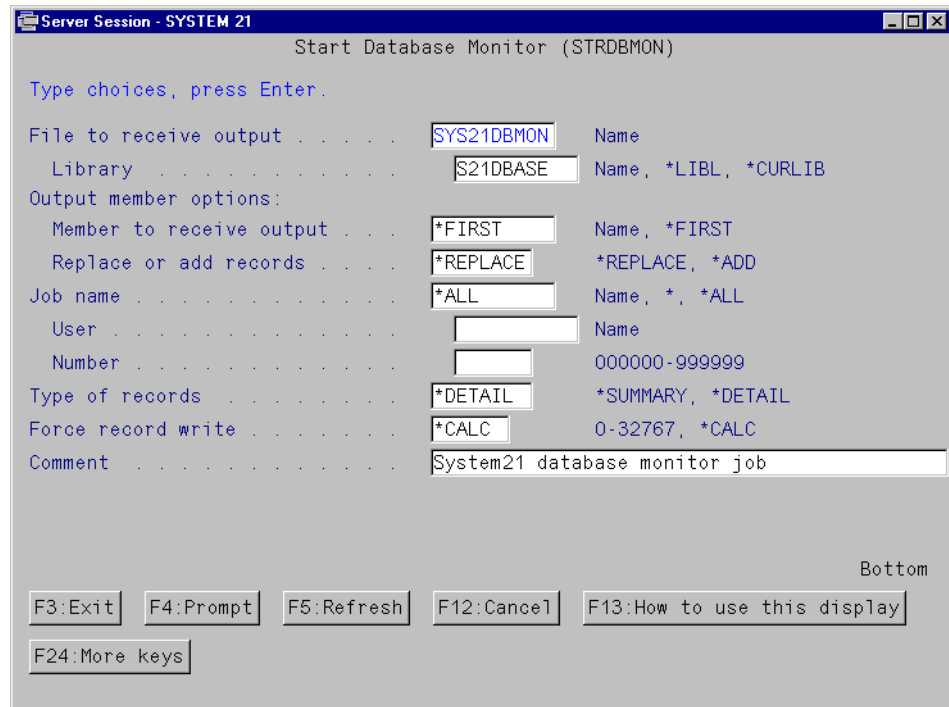 Server Session - SYSTEM 21
Start Database Monitor (STRDBMON)
Type choices, press Enter.
File to receive output . . . . . SYS21DBMON Name
Library . . . . . . . . . . . S21DBASE Name, *LIBL, *CURLIB
Output member options:
Member to receive output . . . *FIRST Name, *FIRST
Replace or add records . . . . *REPLACE *REPLACE, *ADD
Job name . . . . . . . . . . . . *ALL Name, *, *ALL
User . . . . . . . . . . . . . Name
Number . . . . . . . . . . . . 000000-999999
Type of records . . . . . . . . *DETAIL *SUMMARY, *DETAIL
Force record write . . . . . . . *CALC 0-32767, *CALC
Comment . . . . . . . . . . . . System21 database monitor job
Bottom
F3:Exit F4:Prompt F5:Refresh F12:Cancel F13:How to use this display
F24:More keys